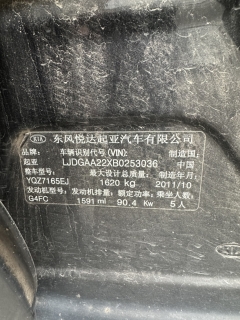 KIA 东风悦达起亚汽车有限公司
品牌: 车辆识别代号(VIN): 制造国:
起亚 LJDGAA22XB0253036 中国
整车型号: 最大设计总质量: 制造年月:
YQZ7165EJ 1620 kg 2011/10
发动机型号: 发动机排量: 额定功率: 乘坐人数:
G4FC 1591 ml 90.4 Kw 5人